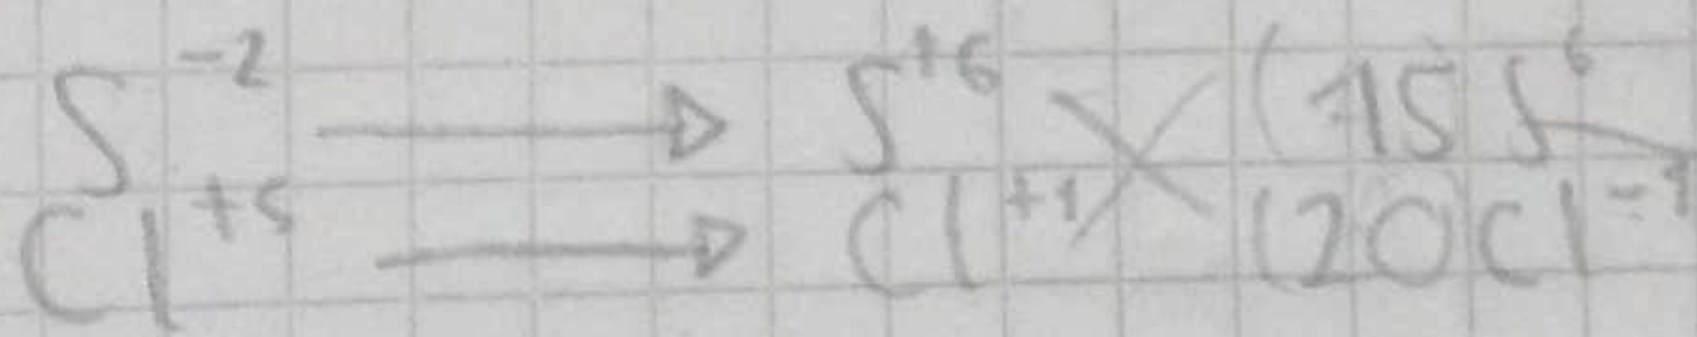 S⁻² → S⁺⁶ (15 S⁶
Cl⁺⁵ → Cl⁺¹ (20 Cl⁻¹